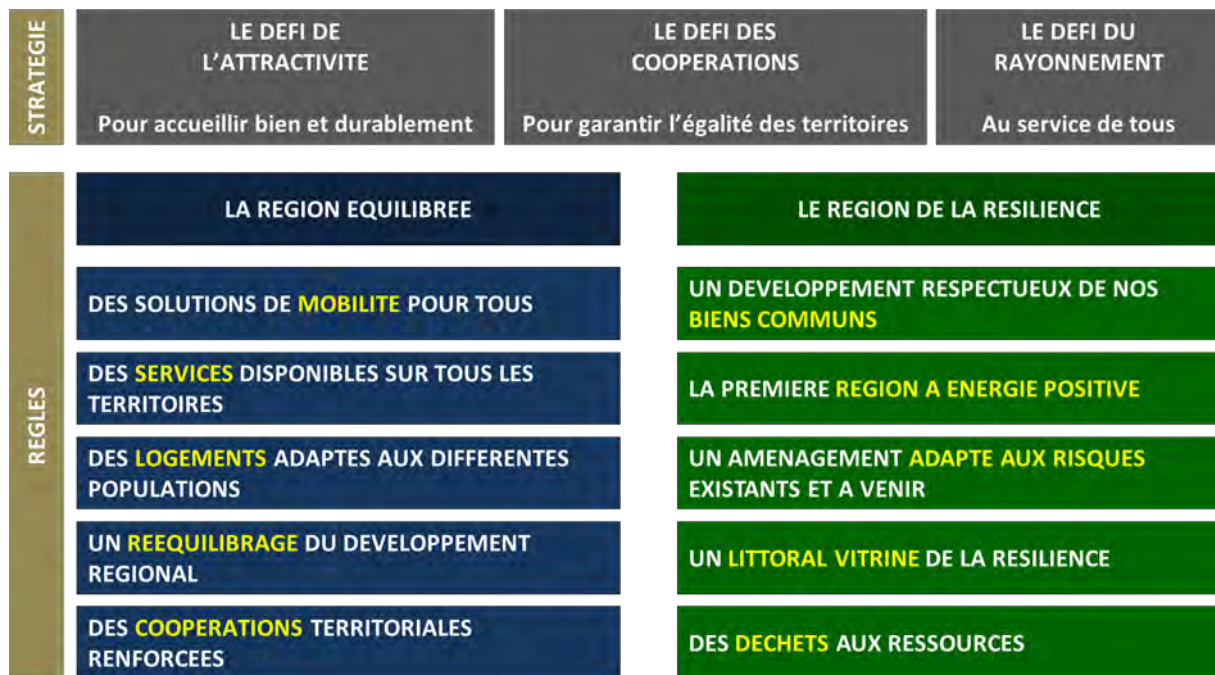 STRATEGIE
LE DEFI DE
L'ATTRACTIVITE
Pour accueillir bien et durablement
LE DEFI DES
COOPERATIONS
Pour garantir l'égalité des territoires
LE DEFI DU
RAYONNEMENT
Au service de tous
REGLES
LA REGION EQUILIBREE
DES SOLUTIONS DE MOBILITE POUR TOUS
DES SERVICES DISPONIBLES SUR TOUS LES
TERRITOIRES
DES LOGEMENTS ADAPTES AUX DIFFERENTES
POPULATIONS
UN REEQUILIBRAGE DU DEVELOPPEMENT
REGIONAL
DES COOPERATIONS TERRITORIALES
RENFORCEES
LE REGION DE LA RESILIENCE
UN DEVELOPPEMENT RESPECTUEUX DE NOS
BIENS COMMUNS
LA PREMIERE REGION A ENERGIE POSITIVE
UN AMENAGEMENT ADAPTE AUX RISQUES
EXISTANTS ET A VENIR
UN LITTORAL VITRINE DE LA RESILIENCE
DES DECHETS AUX RESSOURCES